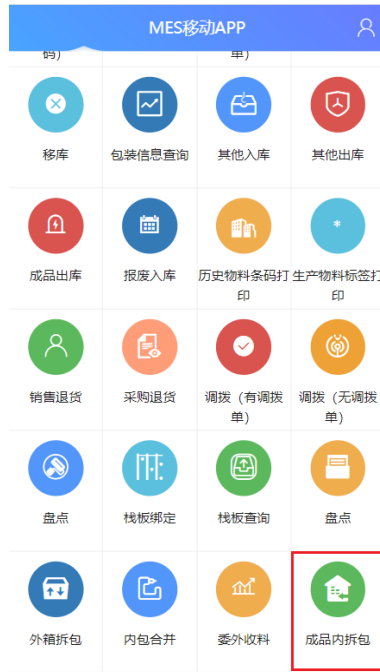 MES移动APP
码）
单）
移库
包装信息查询
其他入库
其他出库
成品出库
报废入库
历史物料条码打
印
生产物料标签打
印
销售退货
采购退货
调拨（有调拨
单）
调拨（无调拨
单）
盘点
栈板绑定
栈板查询
盘点
外箱拆包
内包合并
委外收料
成品内拆包